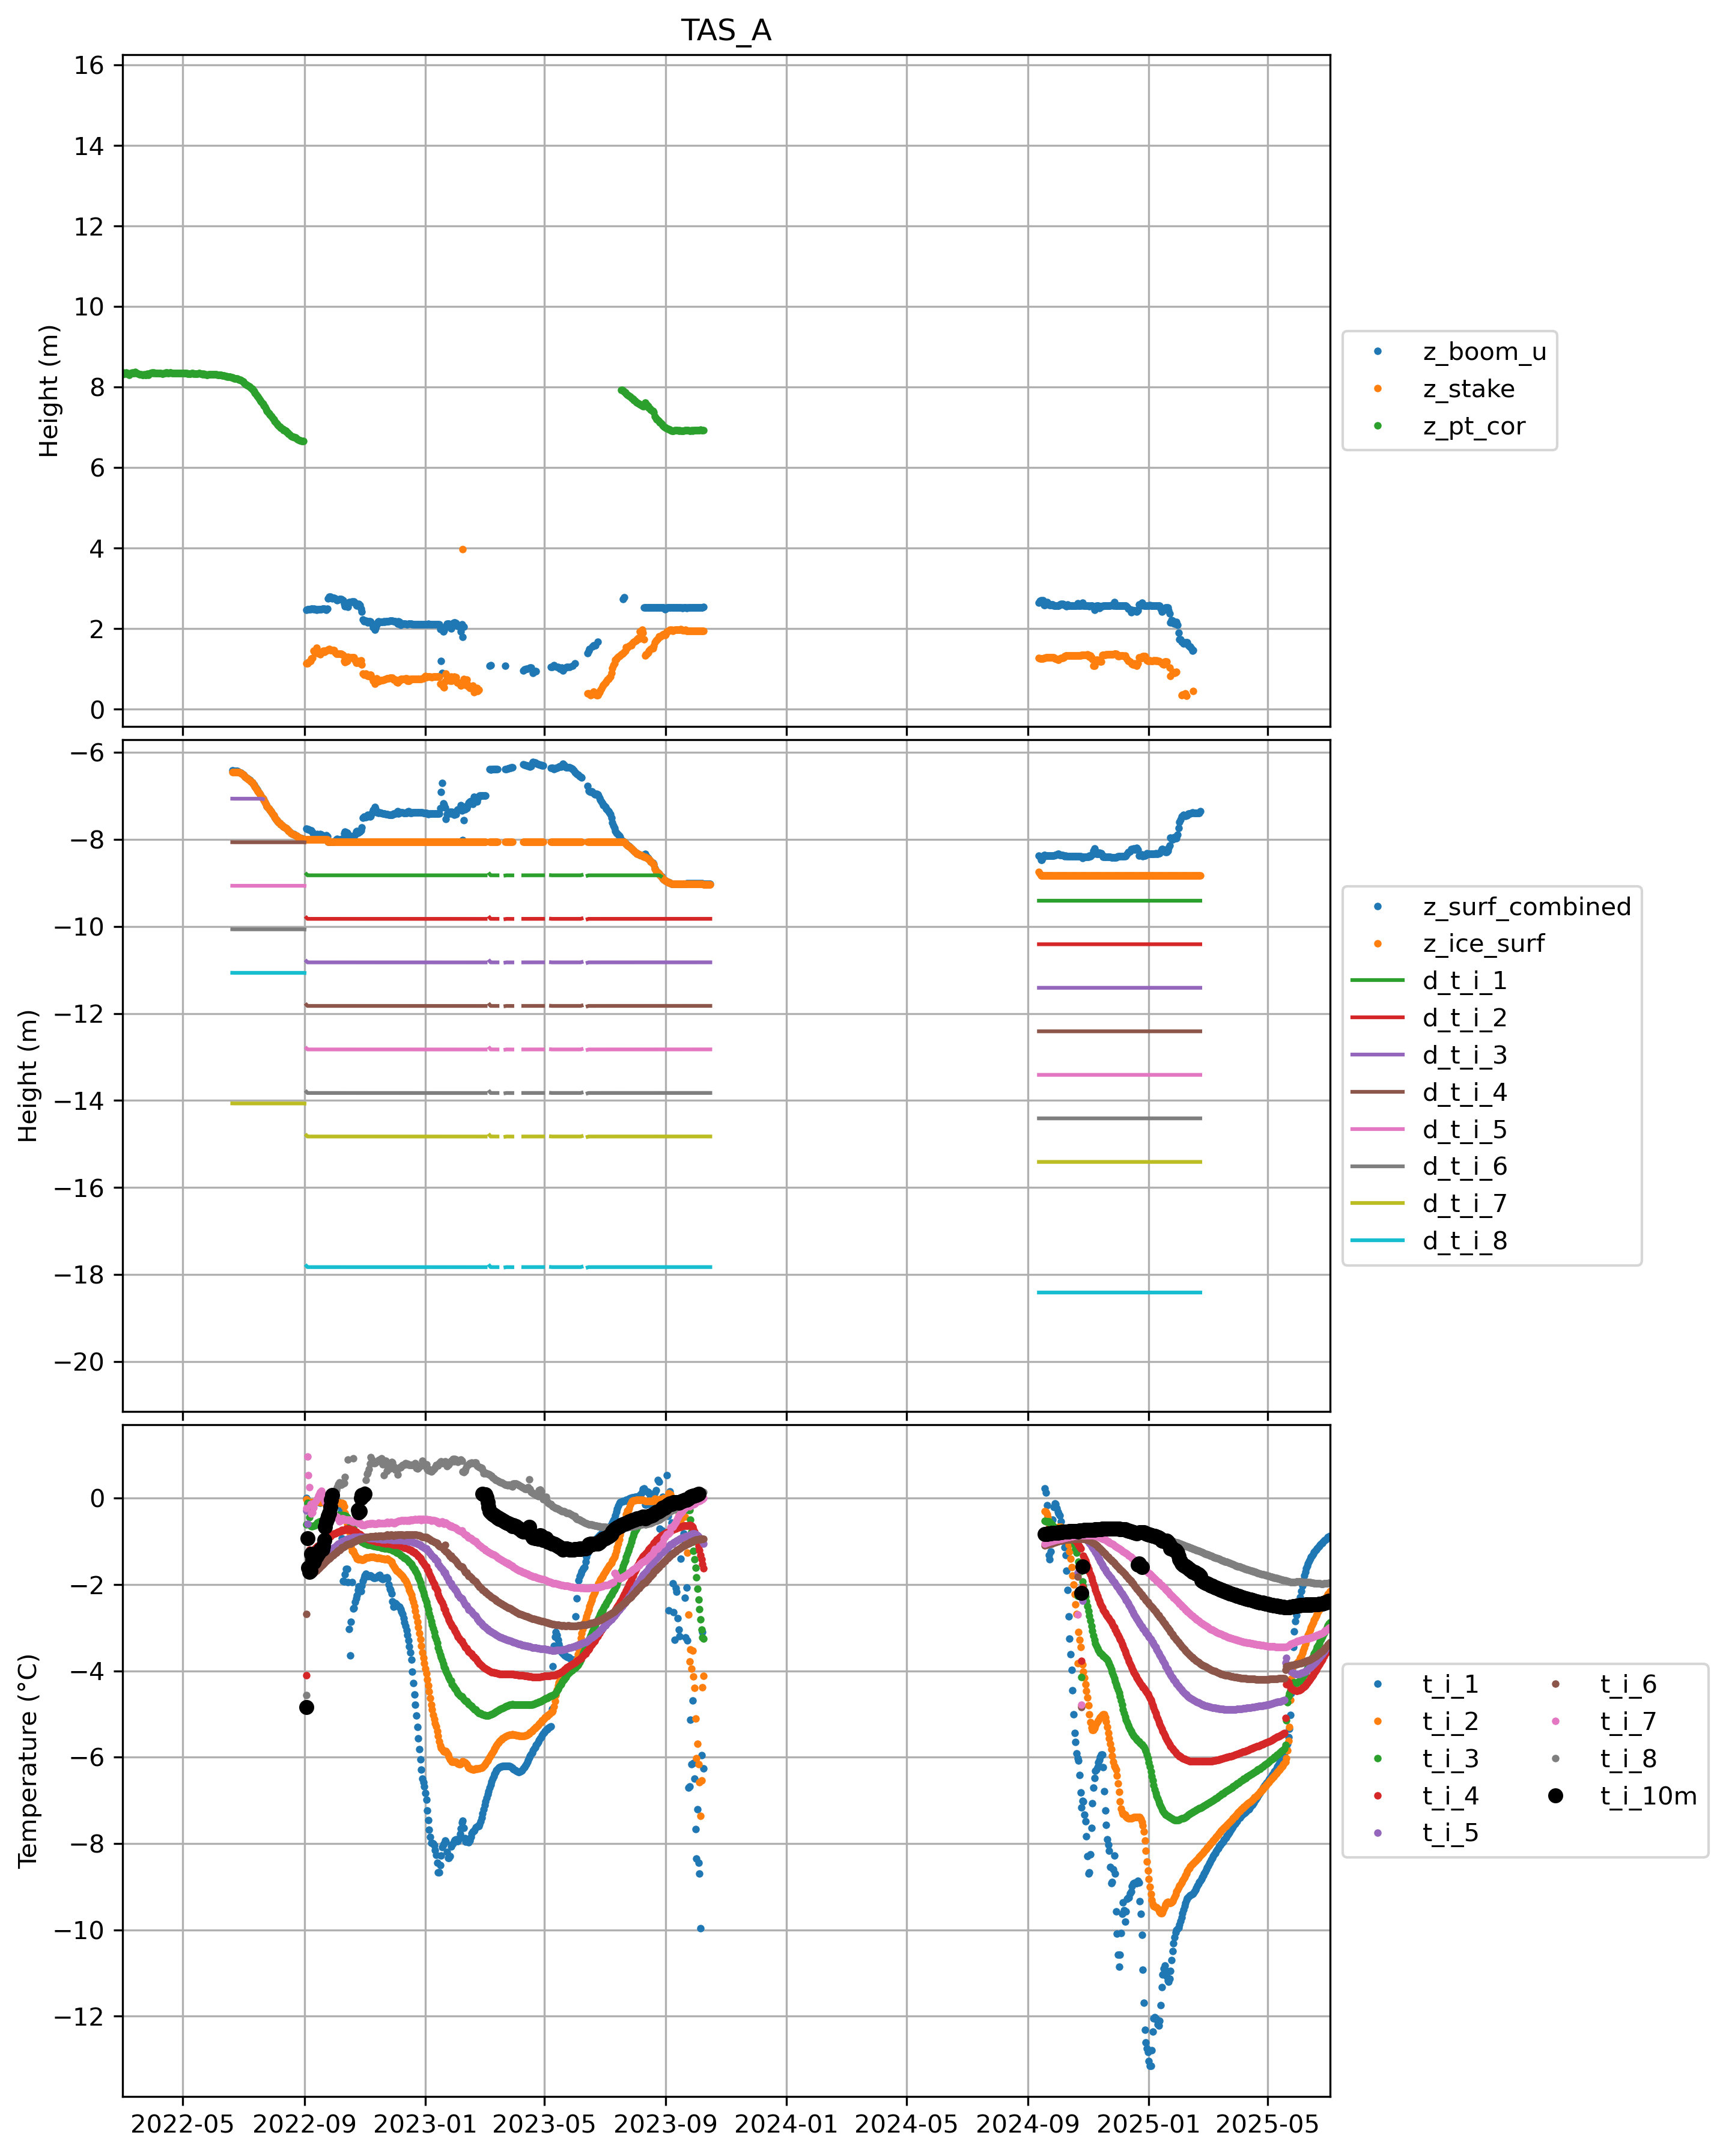 TAS_A
16
14
12
10
8
6
4
2
0
Height (m)
z_boom_u
z_stake
z_pt_cor
−6
−8
−10
−12
−14
−16
−18
−20
Height (m)
z_surf_combined
z_ice_surf
d_t_i_1
d_t_i_2
d_t_i_3
d_t_i_4
d_t_i_5
d_t_i_6
d_t_i_7
d_t_i_8
0
−2
−4
−6
−8
−10
−12
Temperature (°C)
t_i_1
t_i_2
t_i_3
t_i_4
t_i_5
t_i_6
t_i_7
t_i_8
t_i_10m
2022-05 2022-09 2023-01 2023-05 2023-09 2024-01 2024-05 2024-09 2025-01 2025-05